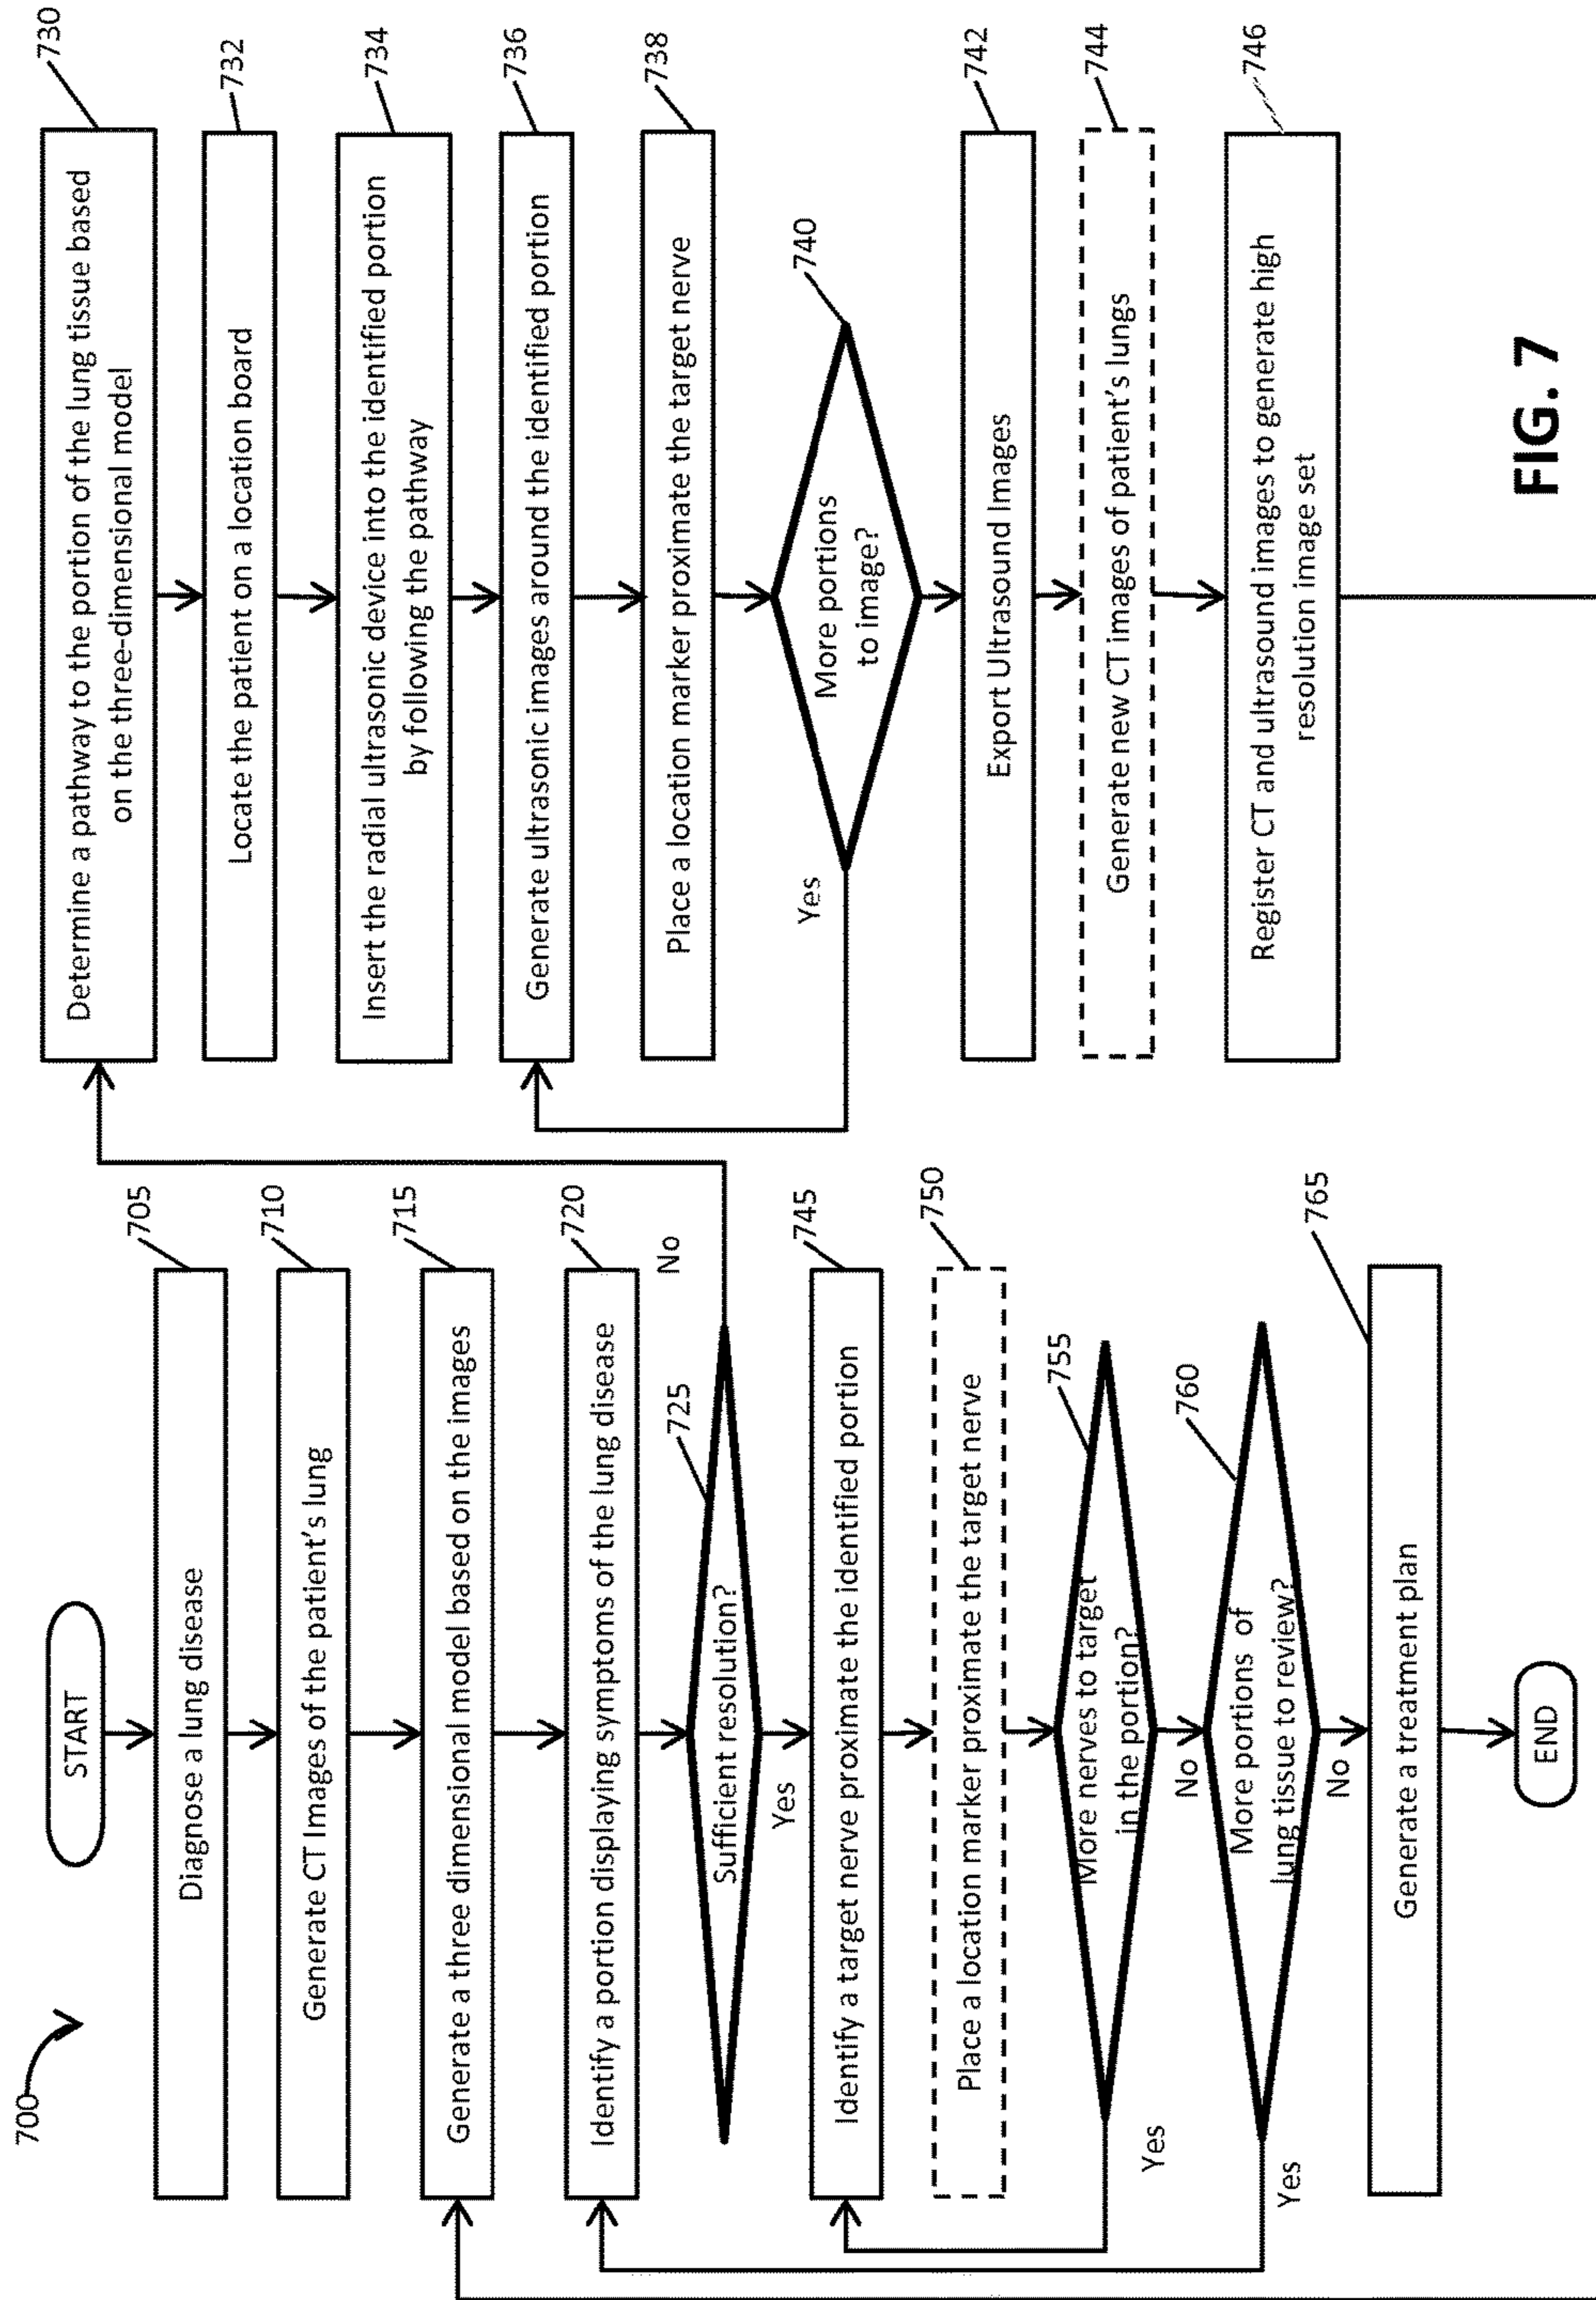 700
START
Diagnose a lung disease
705
Generate CT Images of the patient's lung
710
Generate a three dimensional model based on the images
715
Identify a portion displaying symptoms of the lung disease
720
Sufficient resolution?
725
No
Yes
Identify a target nerve proximate the identified portion
745
Place a location marker proximate the target nerve
750
More nerves to target
in the portion?
755
Yes
No
More portions of
lung tissue to review?
760
Yes
No
Generate a treatment plan
765
END
Determine a pathway to the portion of the lung tissue based
on the three-dimensional model
730
Locate the patient on a location board
732
Insert the radial ultrasonic device into the identified portion
by following the pathway
734
Generate ultrasonic images around the identified portion
736
Place a location marker proximate the target nerve
738
More portions
to image?
740
Yes
Export Ultrasound Images
742
Generate new CT images of patient's lungs
744
Register CT and ultrasound images to generate high
resolution image set
746
FIG. 7